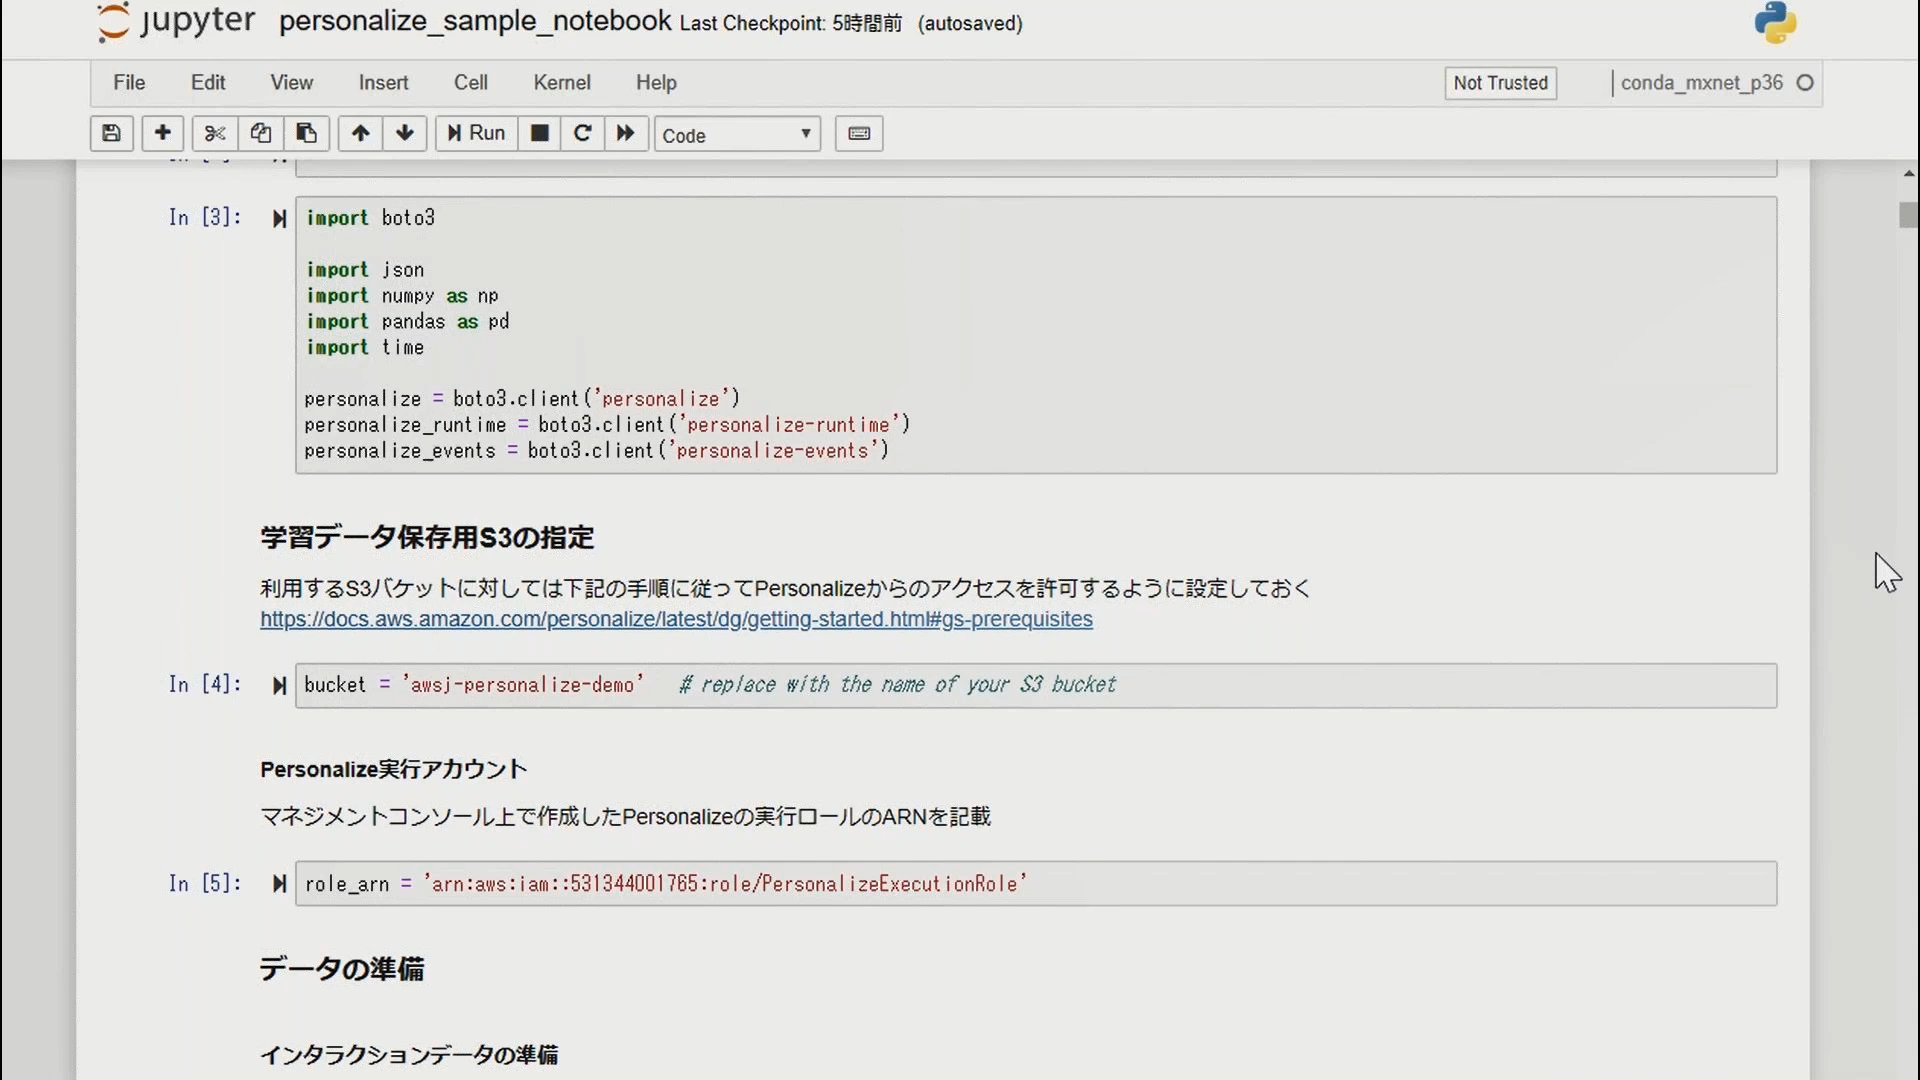 jupyter personalize_sample_notebook Last Checkpoint: 5時間前 (autosaved)
File Edit View Insert Cell Kernel Help Not Trusted conda_mxnet_p36
Run Code
In [3]: import boto3
import json
import numpy as np
import pandas as pd
import time
personalize = boto3.client('personalize')
personalize_runtime = boto3.client('personalize-runtime')
personalize_events = boto3.client('personalize-events')
学習データ保存用S3の指定
利用するS3バケットに対しては下記の手順に従ってPersonalizeからのアクセスを許可するように設定しておく
https://docs.aws.amazon.com/personalize/latest/dg/getting-started.html#gs-prerequisites
In [4]: bucket = 'awsj-personalize-demo' # replace with the name of your S3 bucket
Personalize実行アカウント
マネジメントコンソール上で作成したPersonalizeの実行ロールのARNを記載
In [5]: role_arn = 'arn:aws:iam::531344001765:role/PersonalizeExecutionRole'
データの準備
インタラクションデータの準備